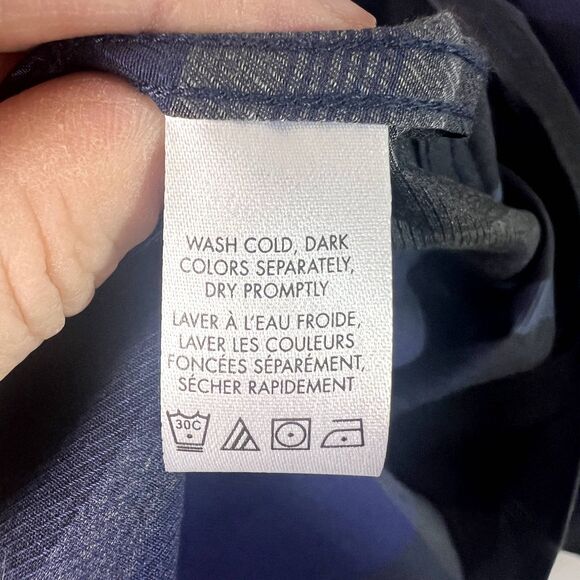 WASH COLD, DARK
COLORS SEPARATELY,
DRY PROMPTLY
LAVER À L'EAU FROIDE,
LAVER LES COULEURS
FONCÉES SÉPARÉMENT,
SÉCHER RAPIDEMENT
30C